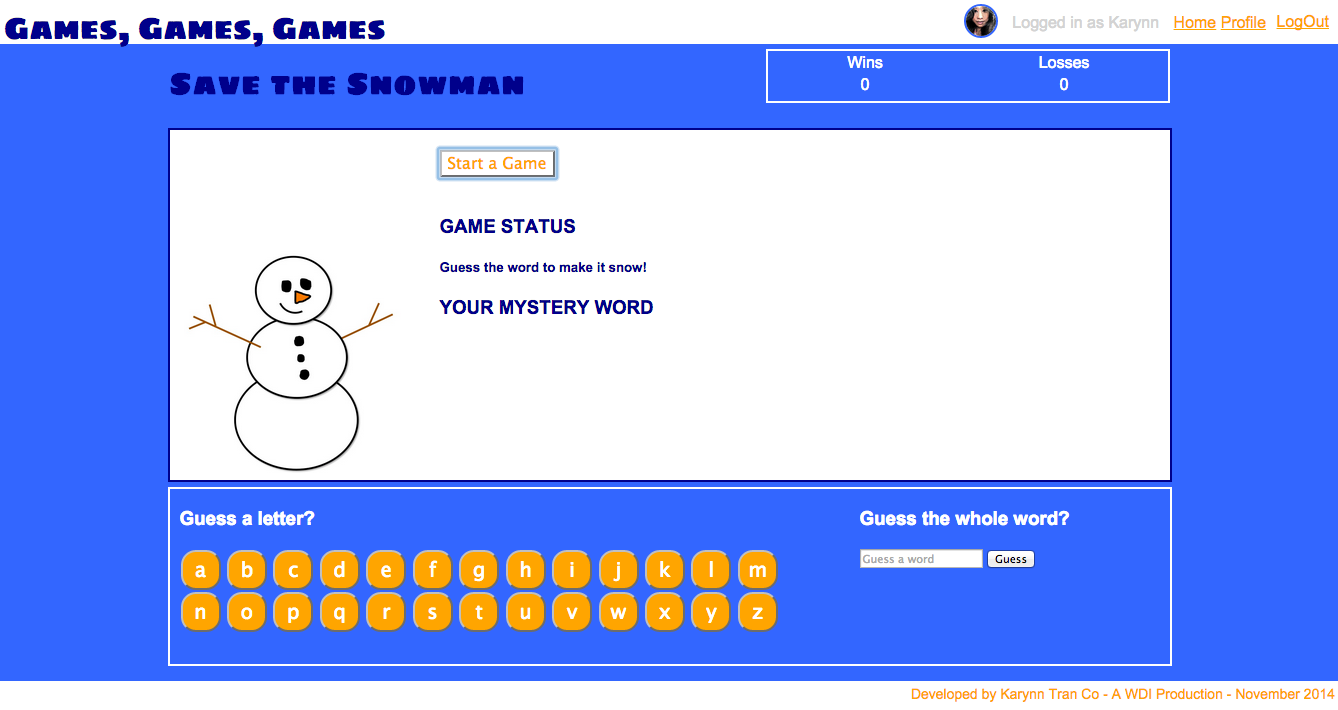 Games, Games, Games
Logged in as Karynn Home Profile LogOut
Save the Snowman
Wins Losses
0 0
Start a Game
GAME STATUS
Guess the word to make it snow!
YOUR MYSTERY WORD
Guess a letter?
a b c d e f g h i j k l m
n o p q r s t u v w x y z
Guess the whole word?
Guess a word Guess
Developed by Karynn Tran Co - A WDI Production - November 2014